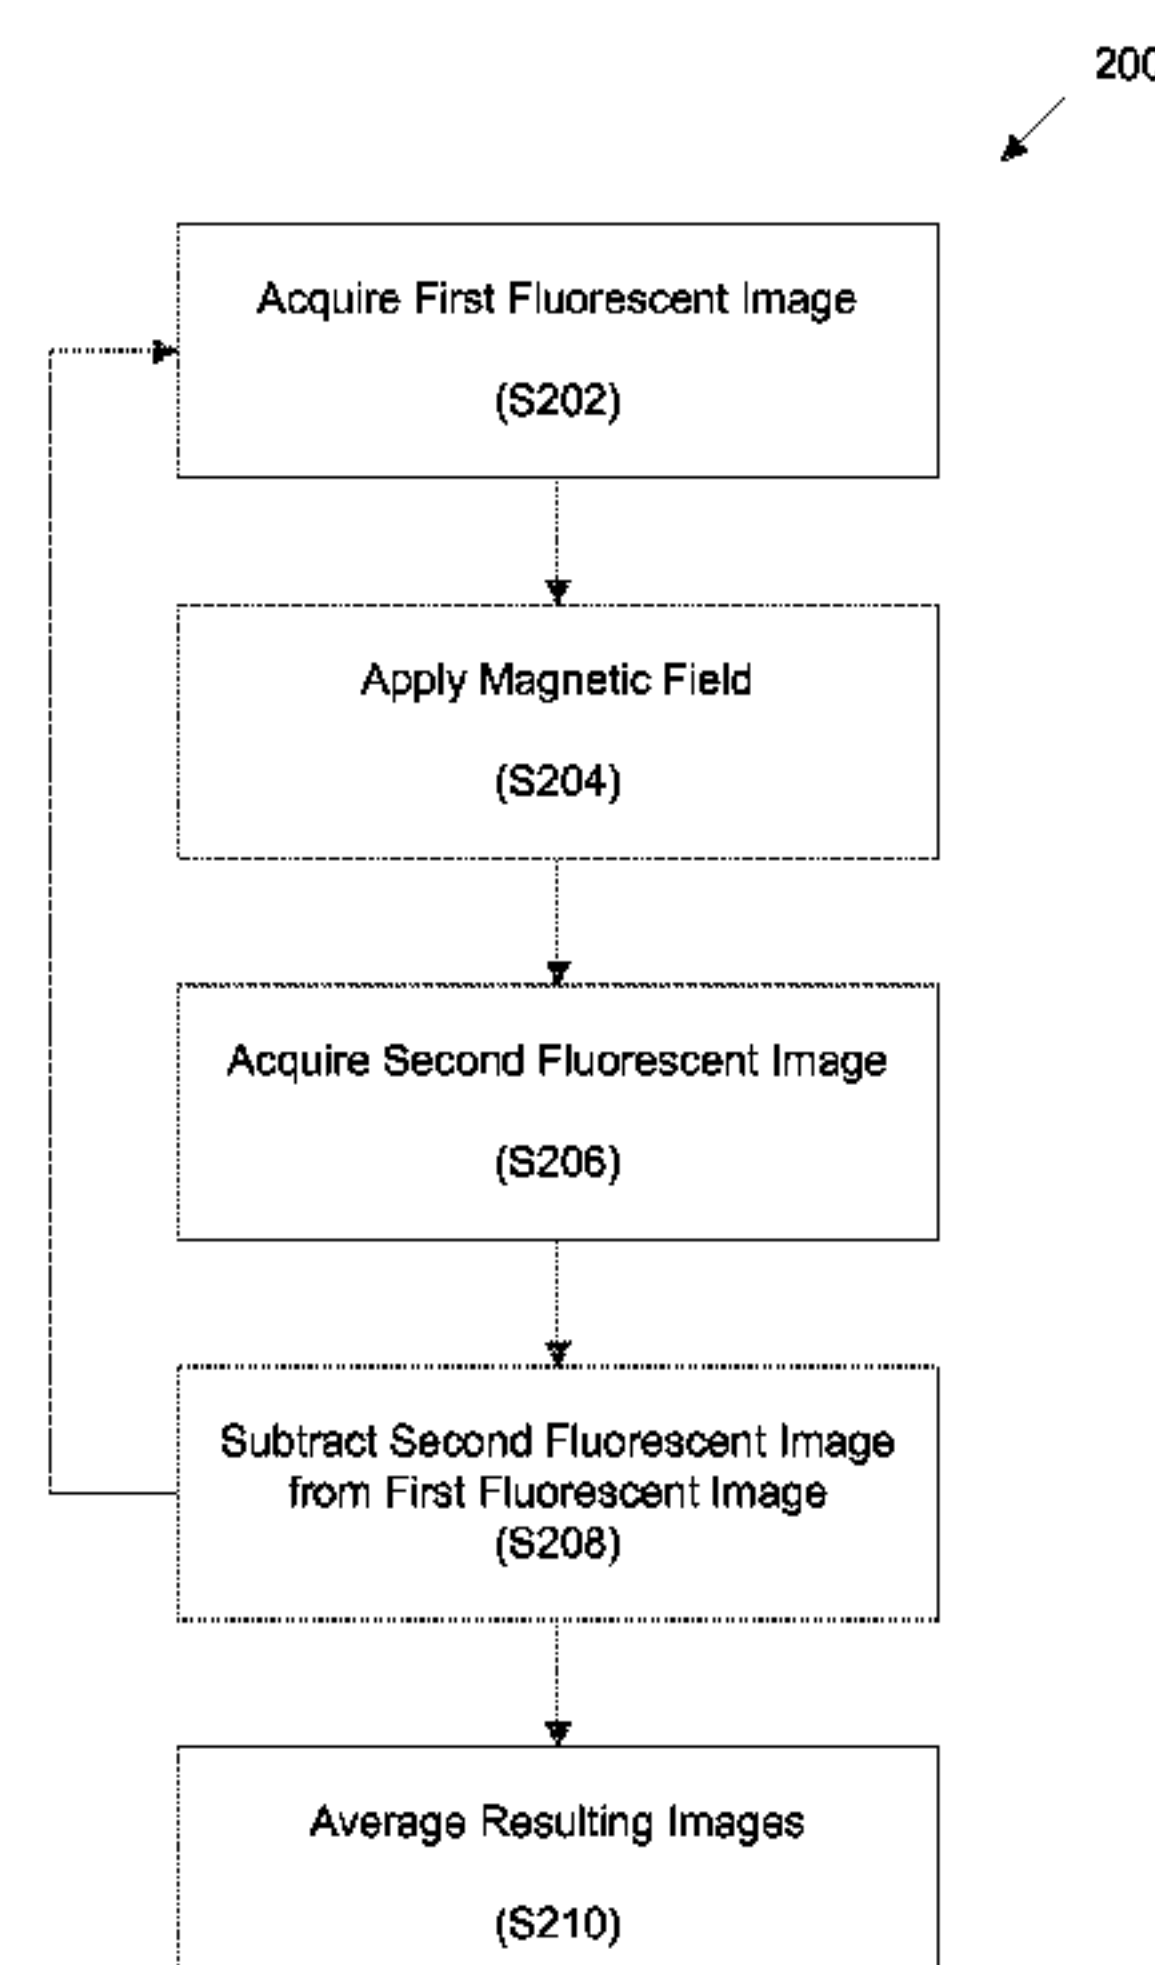 200
Acquire First Fluorescent Image
(S202)
Apply Magnetic Field
(S204)
Acquire Second Fluorescent Image
(S206)
Subtract Second Fluorescent Image
from First Fluorescent Image
(S208)
Average Resulting Images
(S210)